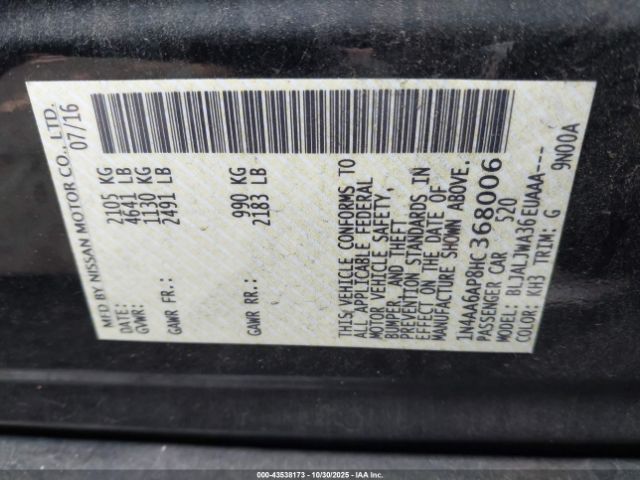 MFD BY NISSAN MOTOR CO., LTD.
DATE: 07/16
GVWR: 2105 KG
4641 LB
GAWR FR.: 1130 KG
2491 LB
GAWR RR.: 990 KG
2183 LB
THIS VEHICLE CONFORMS TO
ALL APPLICABLE FEDERAL
MOTOR VEHICLE SAFETY,
BUMPER, AND THEFT
PREVENTION STANDARDS IN
EFFECT ON THE DATE OF
MANUFACTURE SHOWN ABOVE.
1N4AA6AP8HC368006
PASSENGER CAR S20
MODEL: BLJALJWA36EUAAA---
COLOR: KH3 TRIM: G 9N00A
000-43538173 - 10/30/2025 - IAA Inc.